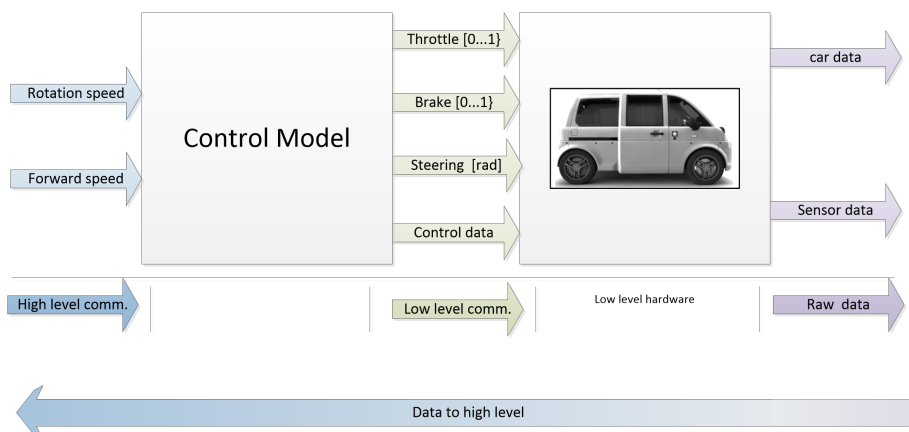 Throttle [0...1}
car data
Rotation speed
Brake [0...1}
Control Model
Steering [rad]
Forward speed
Sensor data
Control data
High level comm.
Low level comm.
Low level hardware
Raw data
Data to high level